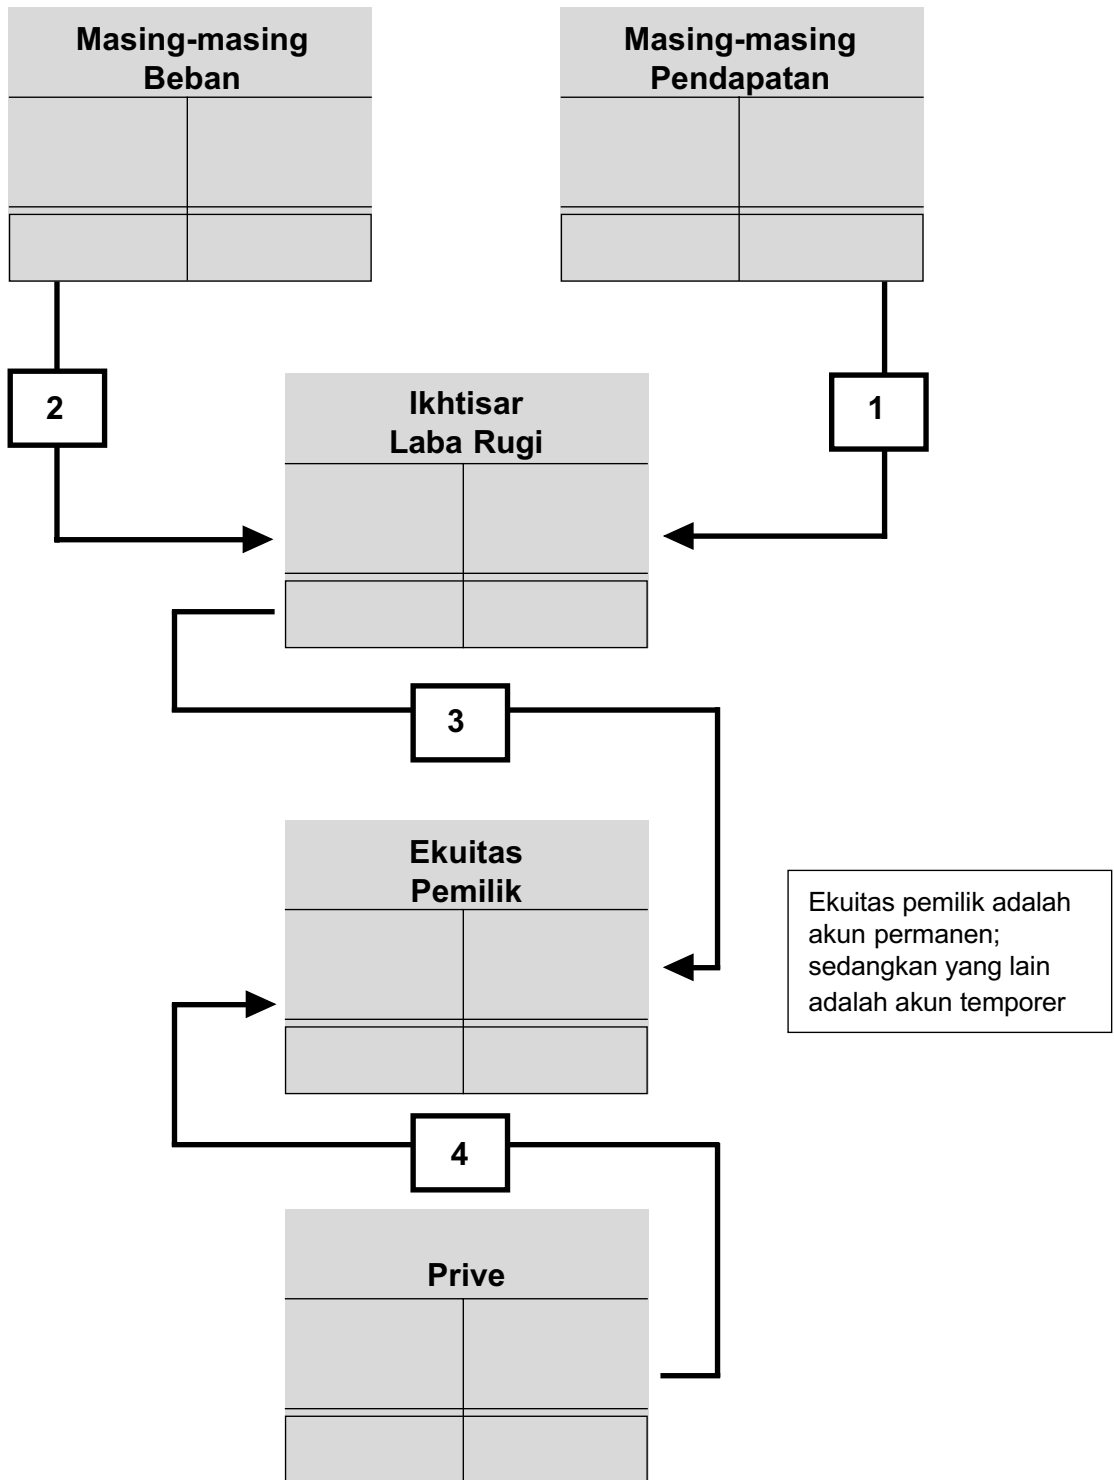 Masing-masing
Beban
Masing-masing
Pendapatan
2
Ikhtisar
Laba Rugi
1
3
Ekuitas
Pemilik
Ekuitas pemilik adalah
akun permanen;
sedangkan yang lain
adalah akun temporer
4
Prive